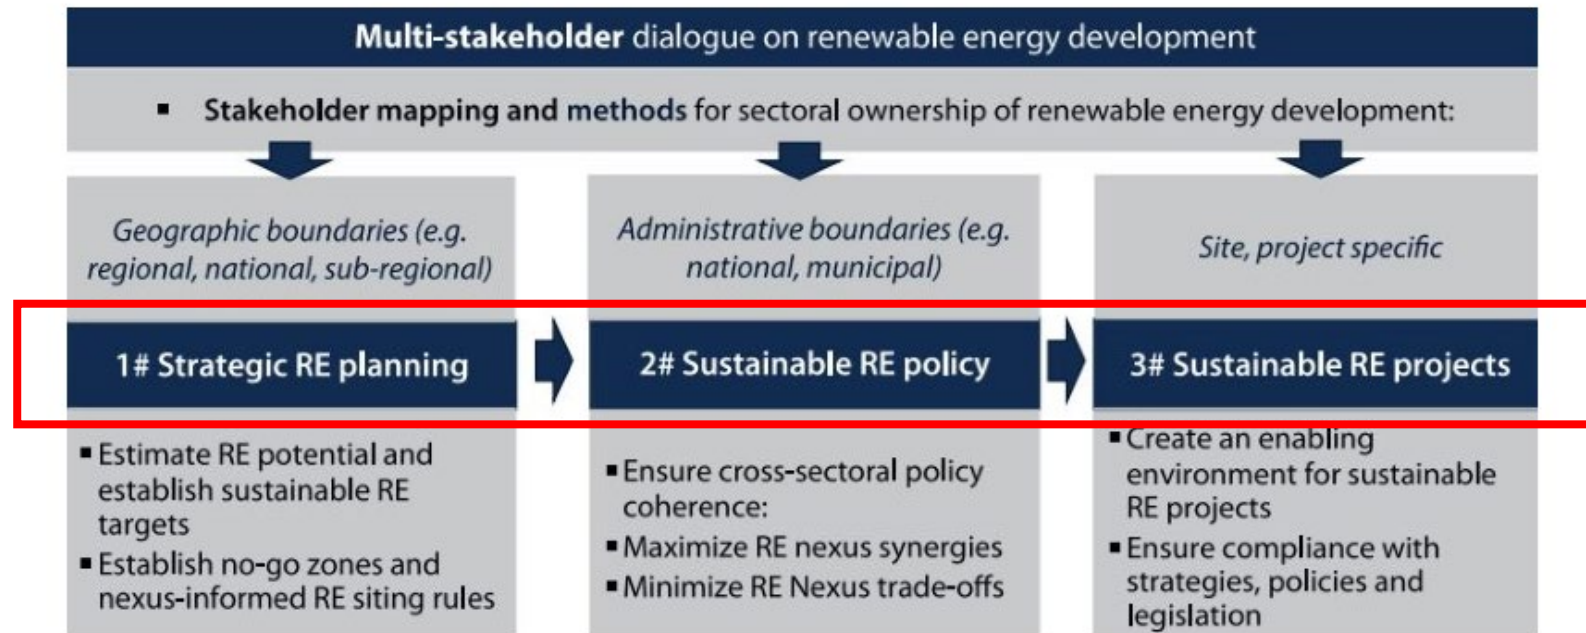 Multi-stakeholder dialogue on renewable energy development
▪ Stakeholder mapping and methods for sectoral ownership of renewable energy development:
Geographic boundaries (e.g.
regional, national, sub-regional)
1# Strategic RE planning
▪ Estimate RE potential and
establish sustainable RE
targets
▪ Establish no-go zones and
nexus-informed RE siting rules
Administrative boundaries (e.g.
national, municipal)
2# Sustainable RE policy
▪ Ensure cross-sectoral policy
coherence:
▪ Maximize RE nexus synergies
▪ Minimize RE Nexus trade-offs
Site, project specific
3# Sustainable RE projects
▪ Create an enabling
environment for sustainable
RE projects
▪ Ensure compliance with
strategies, policies and
legislation